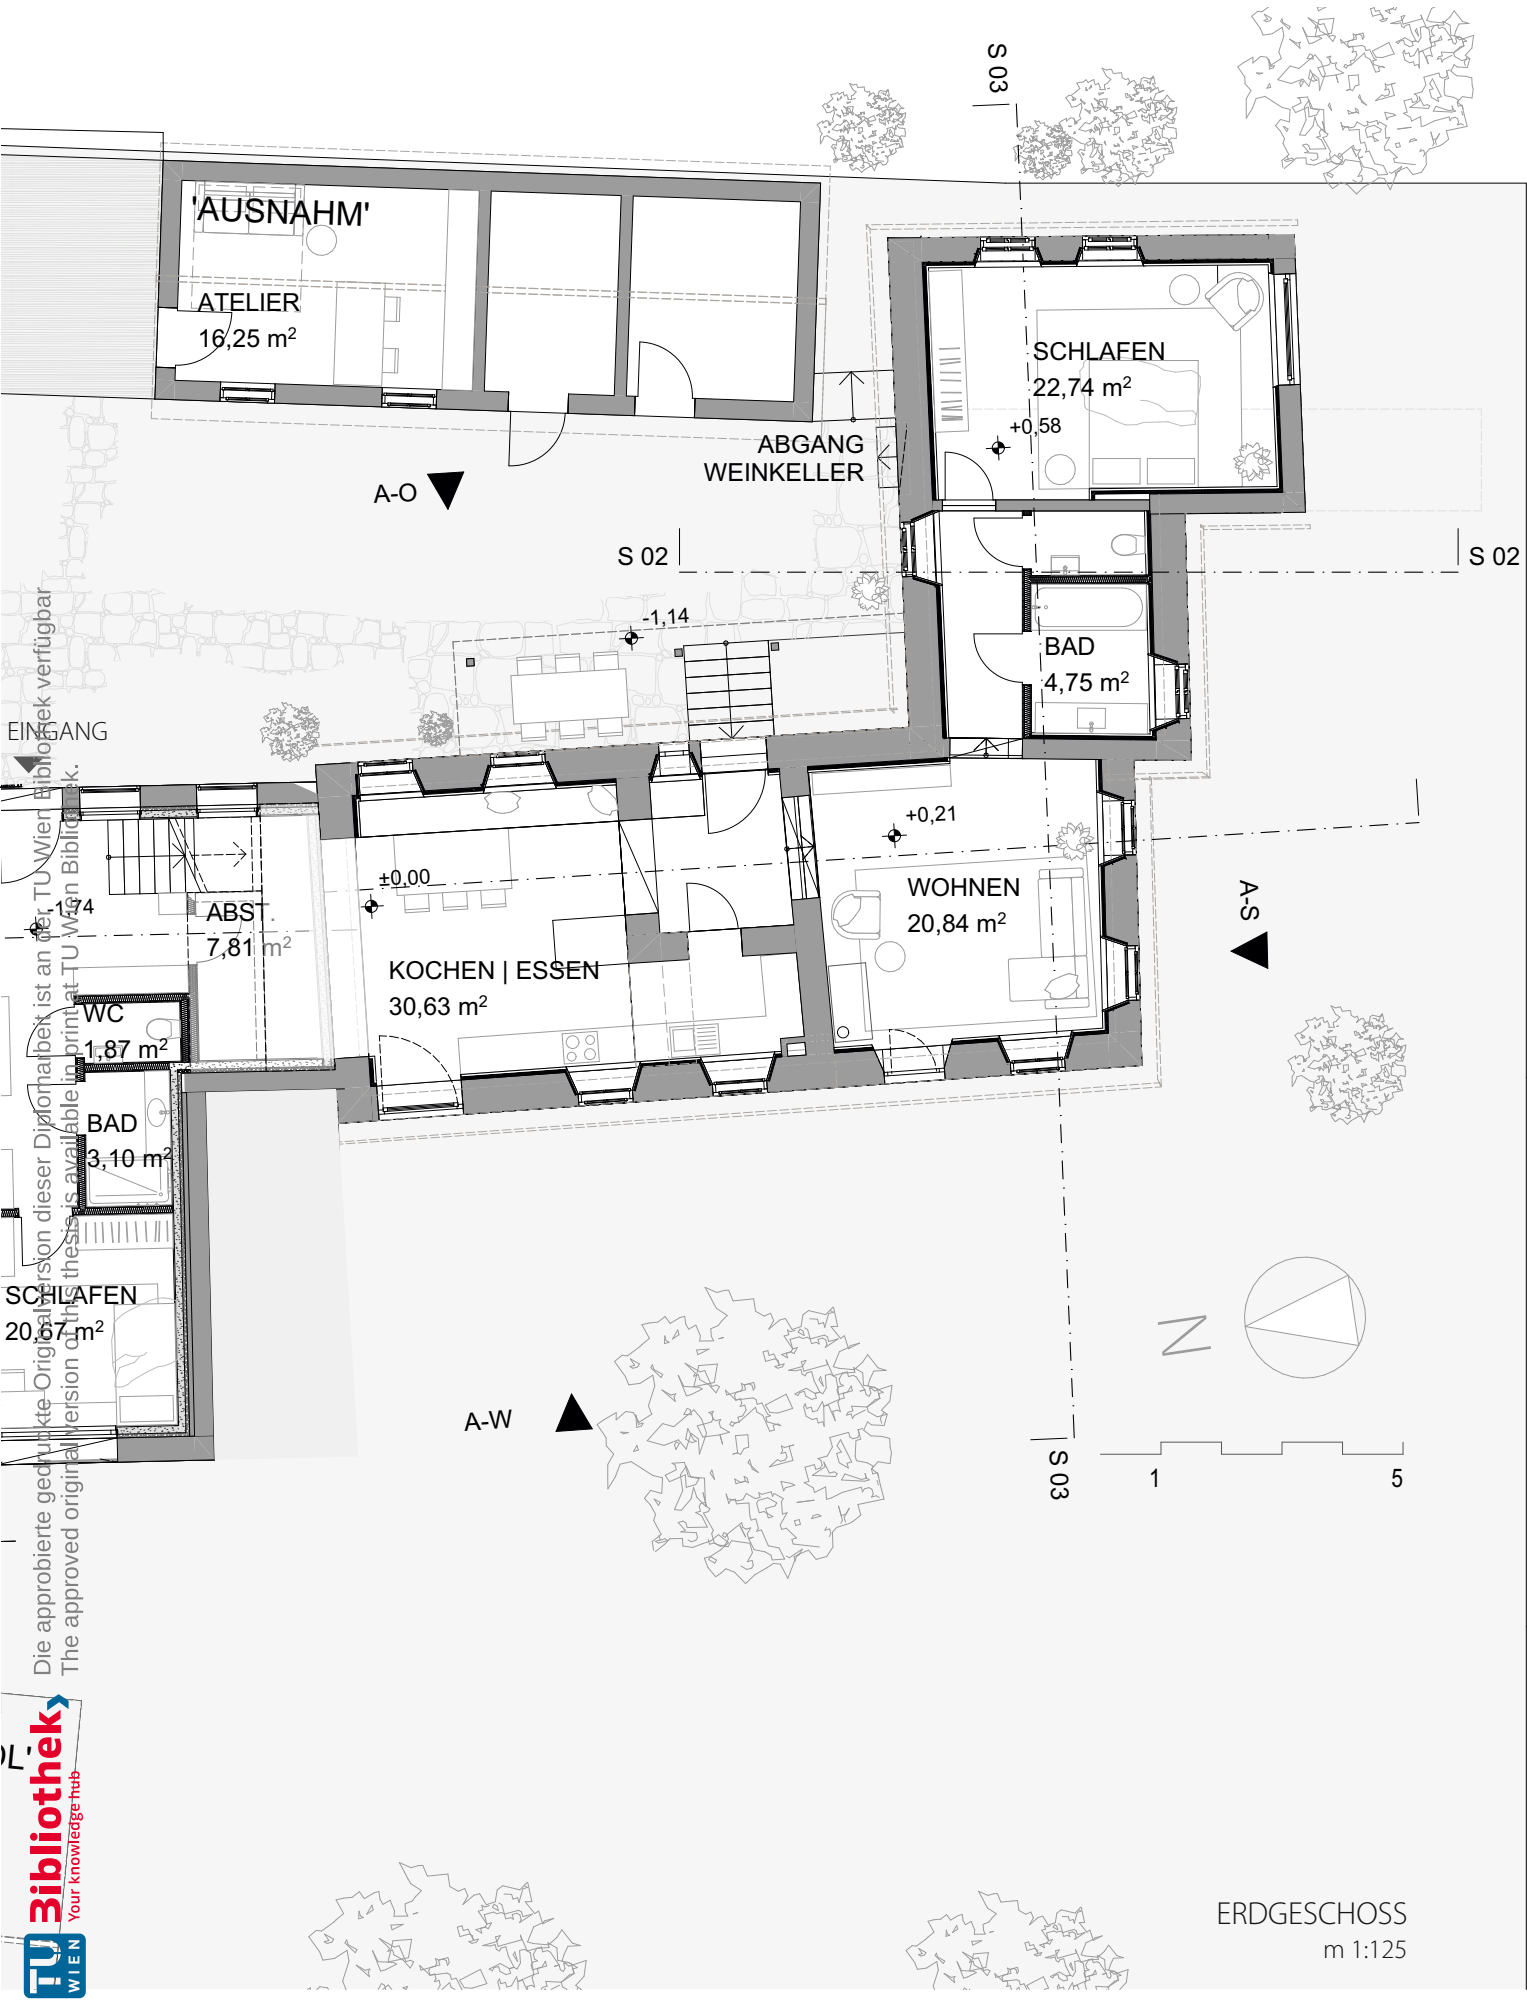 S 03
'AUSNAHM'
ATELIER
16,25 m²
SCHLAFEN
22,74 m²
+0,58
ABGANG
WEINKELLER
A-O
S 02
S 02
-1,14
BAD
4,75 m²
EINGANG
+0,21
±0,00
WOHNEN
20,84 m²
A-S
-1,74
ABST.
7,81 m²
KOCHEN | ESSEN
30,63 m²
WC
1,87 m²
BAD
3,10 m²
SCHLAFEN
20,67 m²
N
A-W
S 03
1
5
ERDGESCHOSS
m 1:125
Die approbierte gedruckte Originalversion dieser Diplomarbeit ist an der TU Wien Bibliothek verfügbar
The approved original version of this thesis is available in print at TU Wien Bibliothek.
TU WIEN
Bibliothek
Your knowledge hub